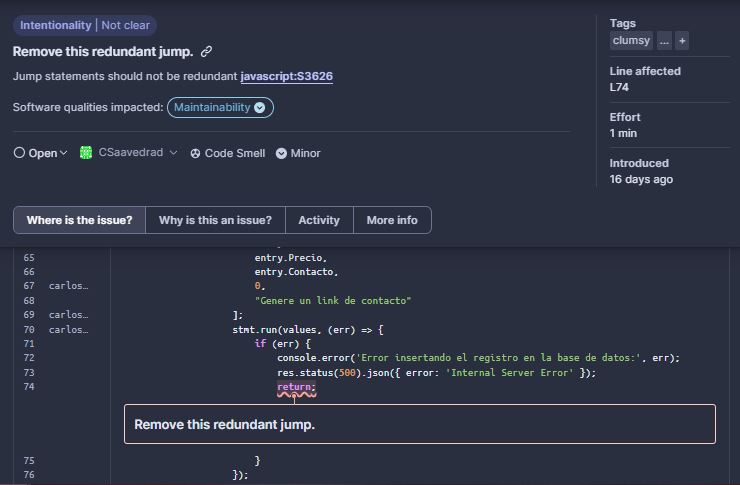 Intentionality | Not clear
Remove this redundant jump.
Jump statements should not be redundant javascript:S3626
Software qualities impacted: Maintainability
Open CSaavedrad Code Smell Minor
Tags
clumsy ... +
Line affected
L74
Effort
1 min
Introduced
16 days ago
Where is the issue? Why is this an issue? Activity More info
65 entry.Precio,
66 entry.Contacto,
67 carlos… 0,
68 "Genere un link de contacto"
69 carlos… ];
70 carlos… stmt.run(values, (err) => {
71 if (err) {
72 console.error('Error insertando el registro en la base de datos:', err);
73 res.status(500).json({ error: 'Internal Server Error' });
74 return;
Remove this redundant jump.
75 }
76 });